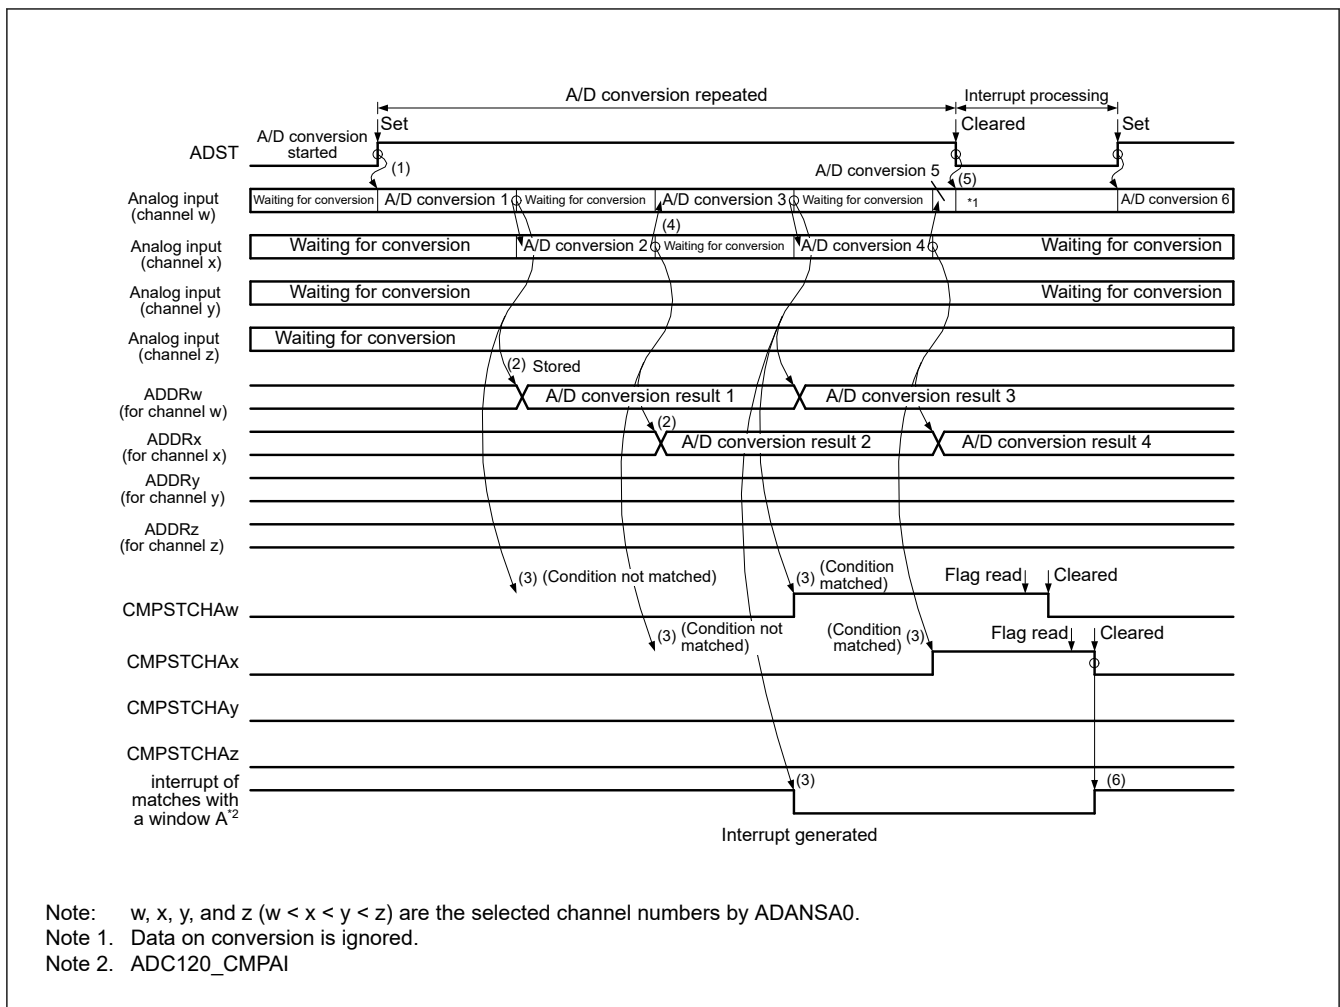 A/D conversion repeated
Interrupt processing
Set
Cleared
Set
A/D conversion
started
ADST
(1)
A/D conversion 5
(5)
Analog input
(channel w)
Waiting for conversion
A/D conversion 1
Waiting for conversion
A/D conversion 3
Waiting for conversion
*1
A/D conversion 6
(4)
Analog input
(channel x)
Waiting for conversion
A/D conversion 2
Waiting for conversion
A/D conversion 4
Waiting for conversion
Analog input
(channel y)
Waiting for conversion
Waiting for conversion
Analog input
(channel z)
Waiting for conversion
(2) Stored
ADDRw
(for channel w)
A/D conversion result 1
A/D conversion result 3
(2)
ADDRx
(for channel x)
A/D conversion result 2
A/D conversion result 4
ADDRy
(for channel y)
ADDRz
(for channel z)
(3) (Condition not matched)
(3) (Condition
matched)
Flag read
Cleared
CMPSTCHAw
(3) (Condition not
matched)
(Condition
matched) (3)
Flag read
Cleared
CMPSTCHAx
CMPSTCHAy
CMPSTCHAz
interrupt of
matches with
a window A*2
(3)
(6)
Interrupt generated
Note: w, x, y, and z (w < x < y < z) are the selected channel numbers by ADANSA0.
Note 1. Data on conversion is ignored.
Note 2. ADC120_CMPAI